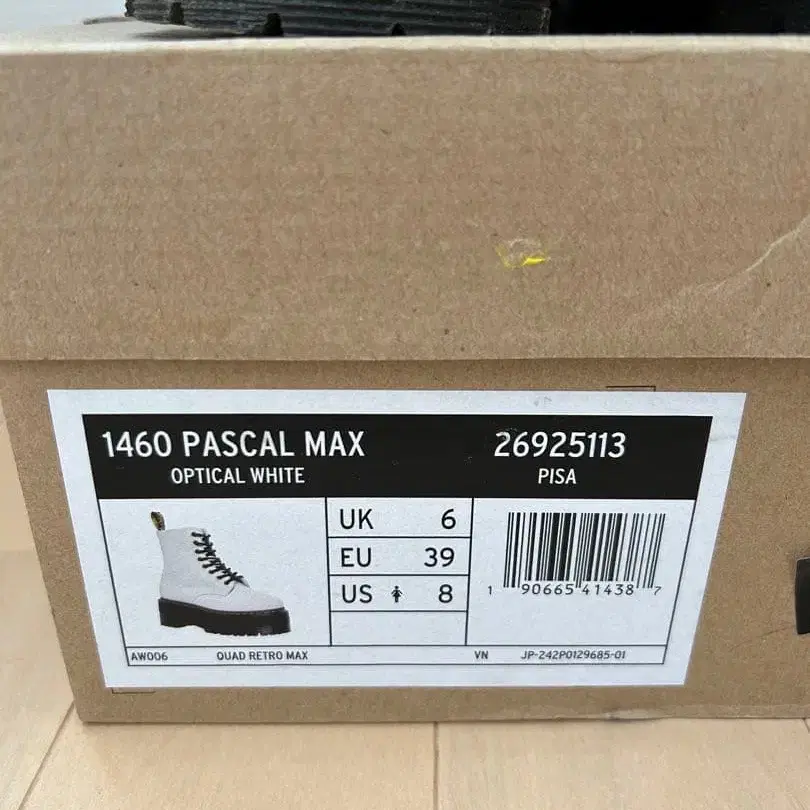 1460 PASCAL MAX
OPTICAL WHITE
26925113
PISA
UK 6
EU 39
US 8
1 90665 41438 7
AW006 QUAD RETRO MAX VN JP-242P0129685-01